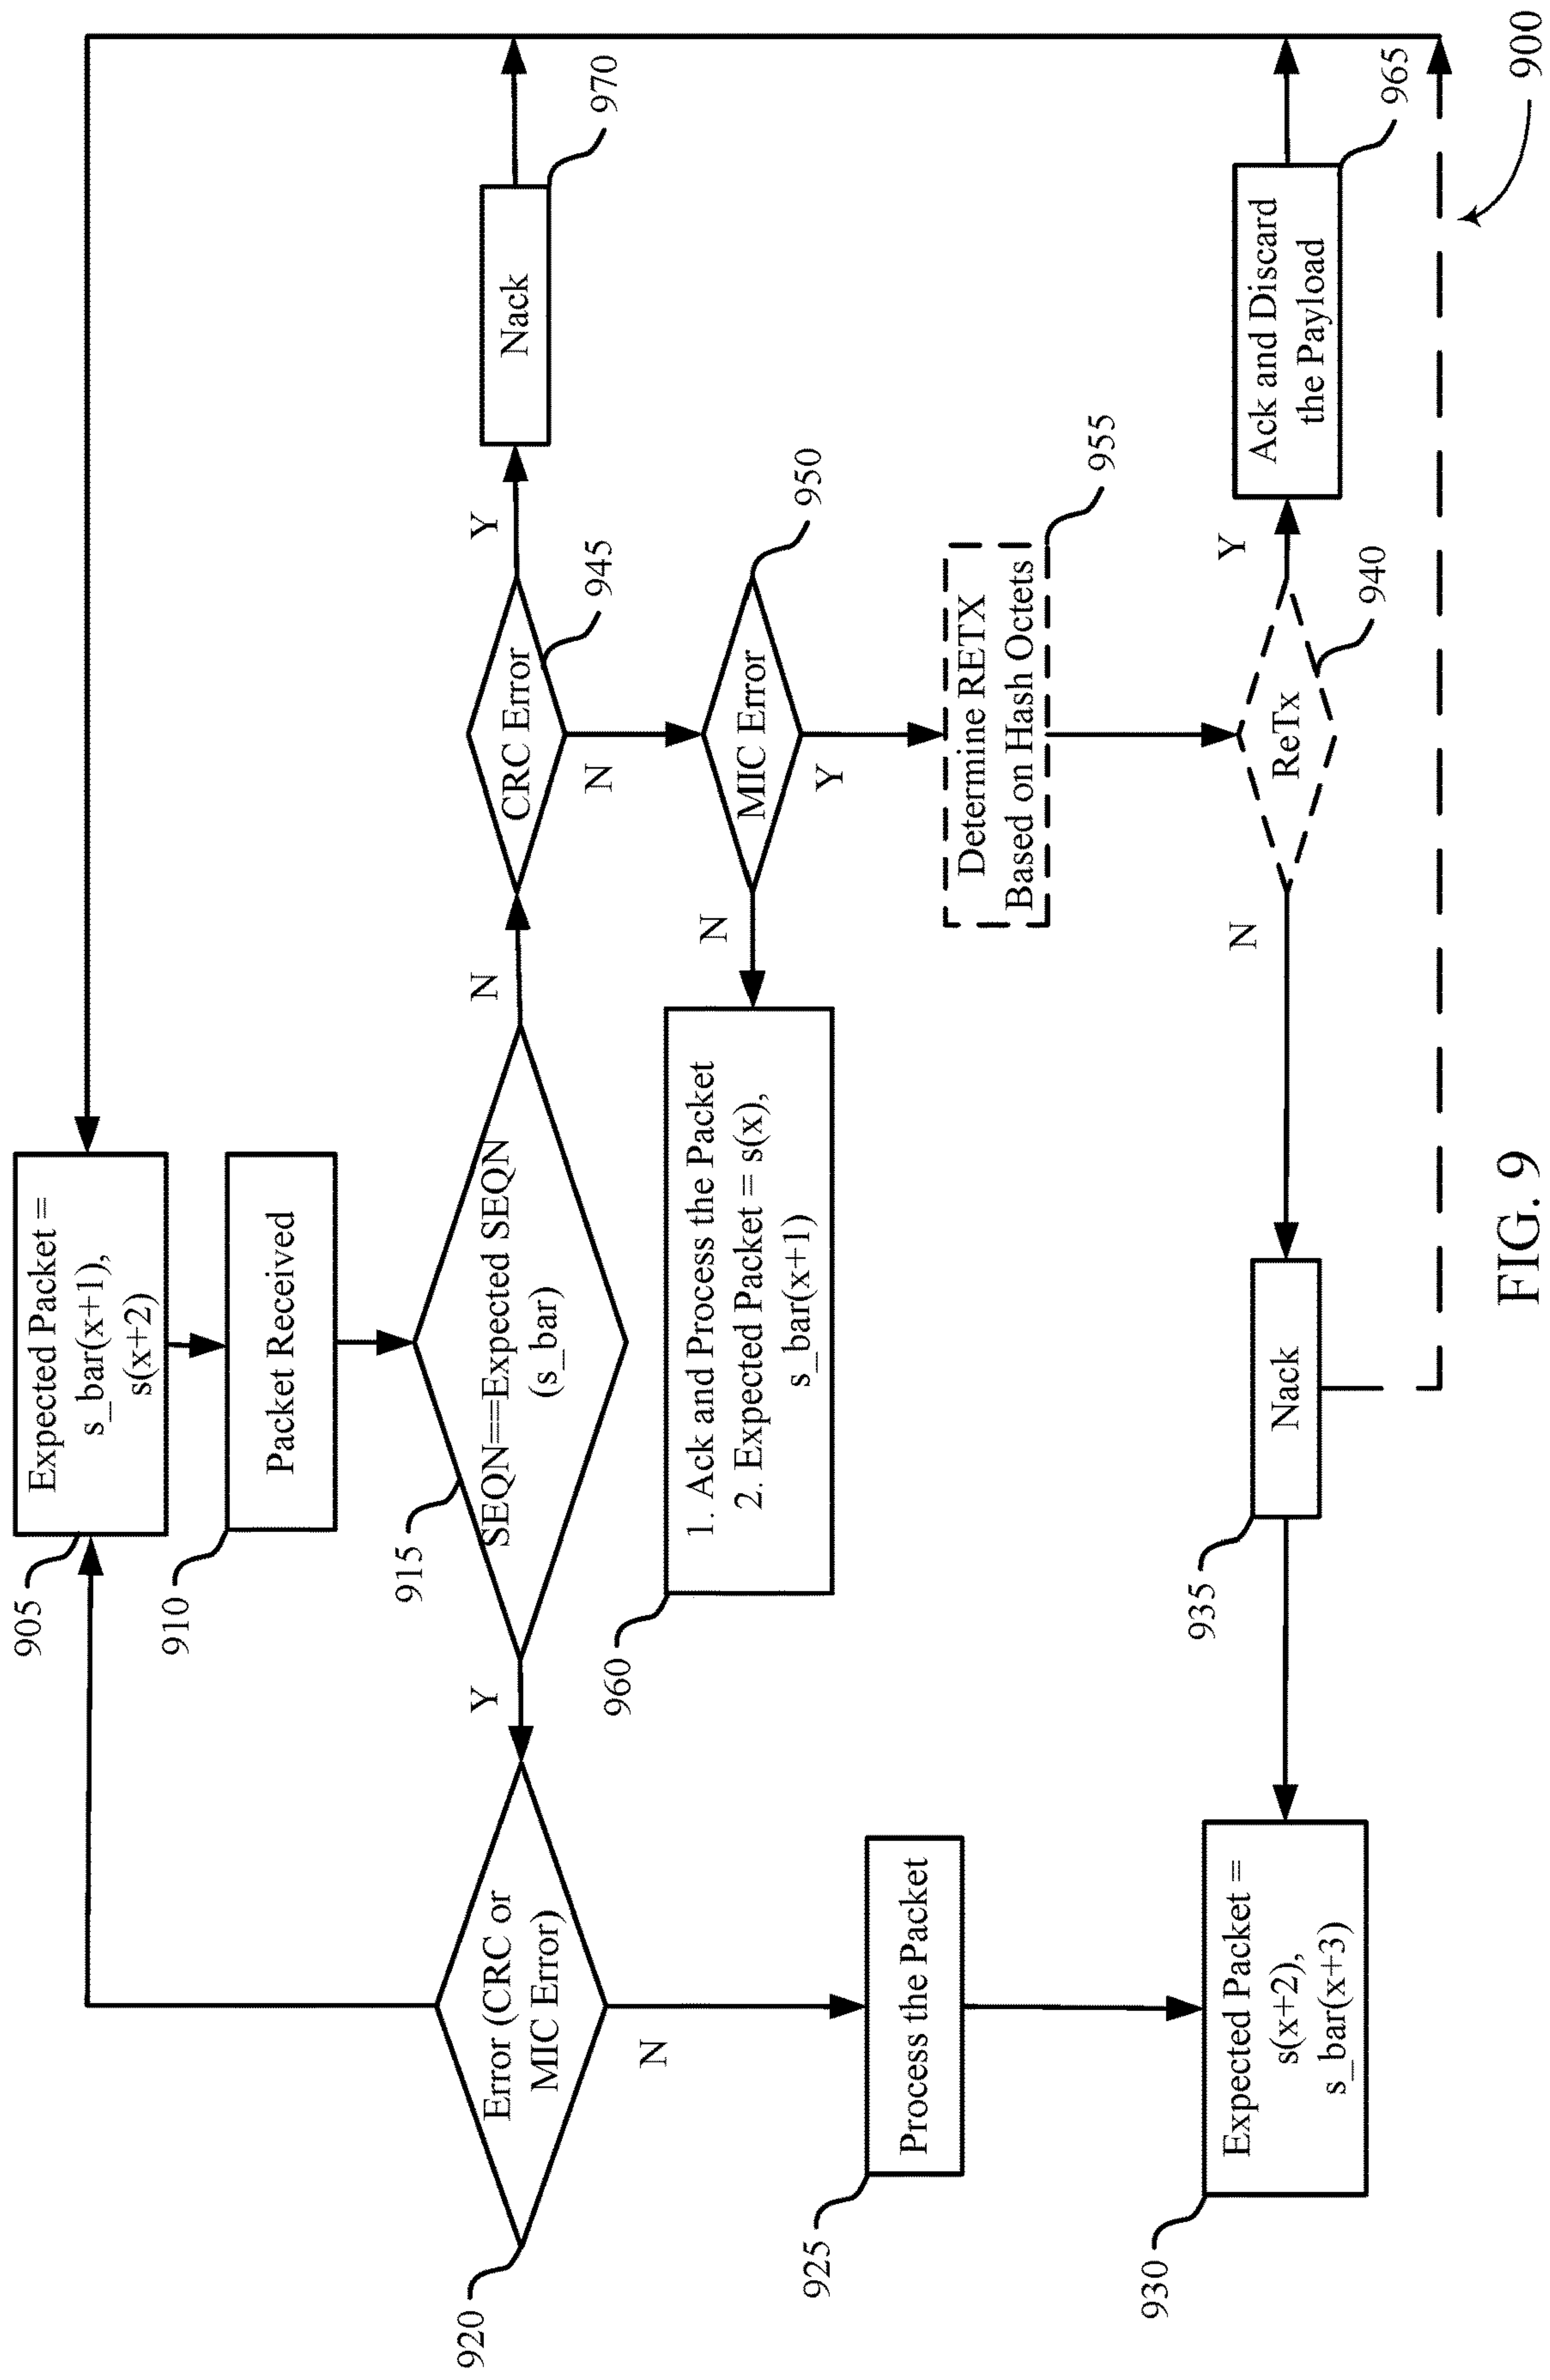 905
Expected Packet =
s_bar(x+1),
s(x+2)
910
Packet Received
915
SEQN==Expected SEQN
(s_bar)
Y
N
920
Error (CRC or
MIC Error)
N
CRC Error
945
Y
N
Nack
970
MIC Error
950
N
Y
960
1. Ack and Process the Packet
2. Expected Packet = s(x),
s_bar(x+1)
925
Process the Packet
Determine RETX
Based on Hash Octets
955
930
Expected Packet =
s(x+2),
s_bar(x+3)
935
Nack
N
ReTx
940
Y
Ack and Discard
the Payload
965
900
FIG. 9